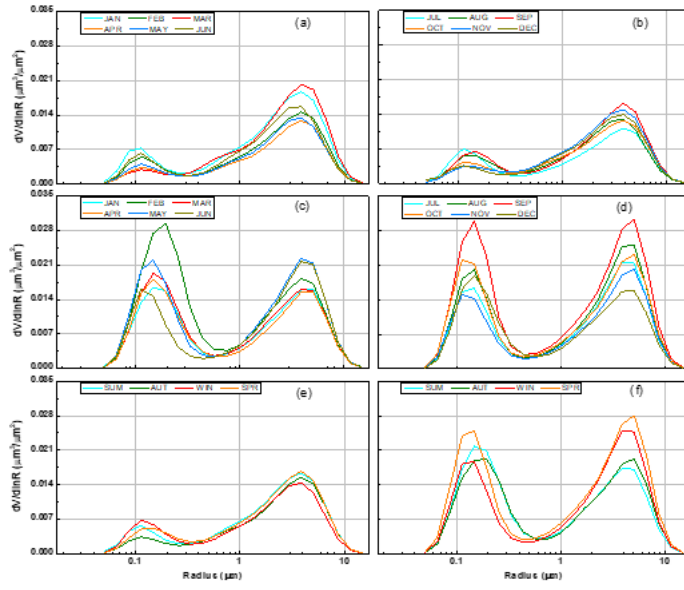 0.035
0.028
0.021
0.014
0.007
0.000
dV/dlnR (µm³/µm²)
JAN FEB MAR
APR MAY JUN
(a)
JUL AUG SEP
OCT NOV DEC
(b)
0.035
0.028
0.021
0.014
0.007
0.000
dV/dlnR (µm³/µm²)
JAN FEB MAR
APR MAY JUN
(c)
JUL AUG SEP
OCT NOV DEC
(d)
0.035
0.028
0.021
0.014
0.007
0.000
dV/dlnR (µm³/µm²)
SUM AUT WIN SPR
(e)
SUM AUT WIN SPR
(f)
0.1 1 10
0.1 1 10
Radius (µm)
Radius (µm)